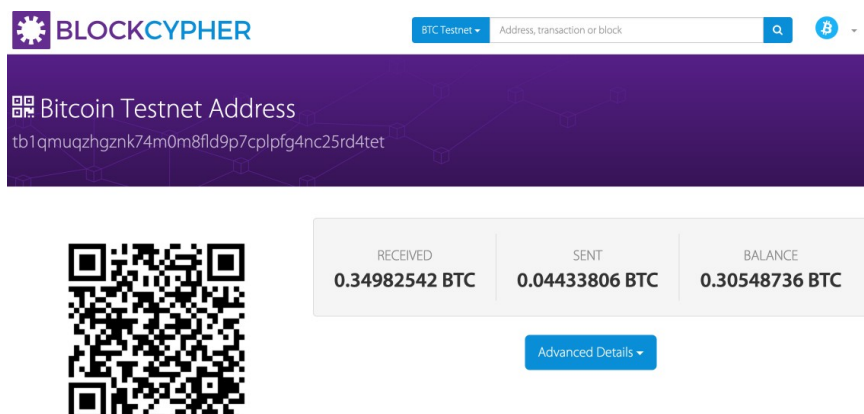 BLOCKCYPHER
BTC Testnet Address, transaction or block
Bitcoin Testnet Address
tb1qmuqzhgznk74m0m8fld9p7cplpfg4nc25rd4tet
RECEIVED SENT BALANCE
0.34982542 BTC 0.04433806 BTC 0.30548736 BTC
Advanced Details